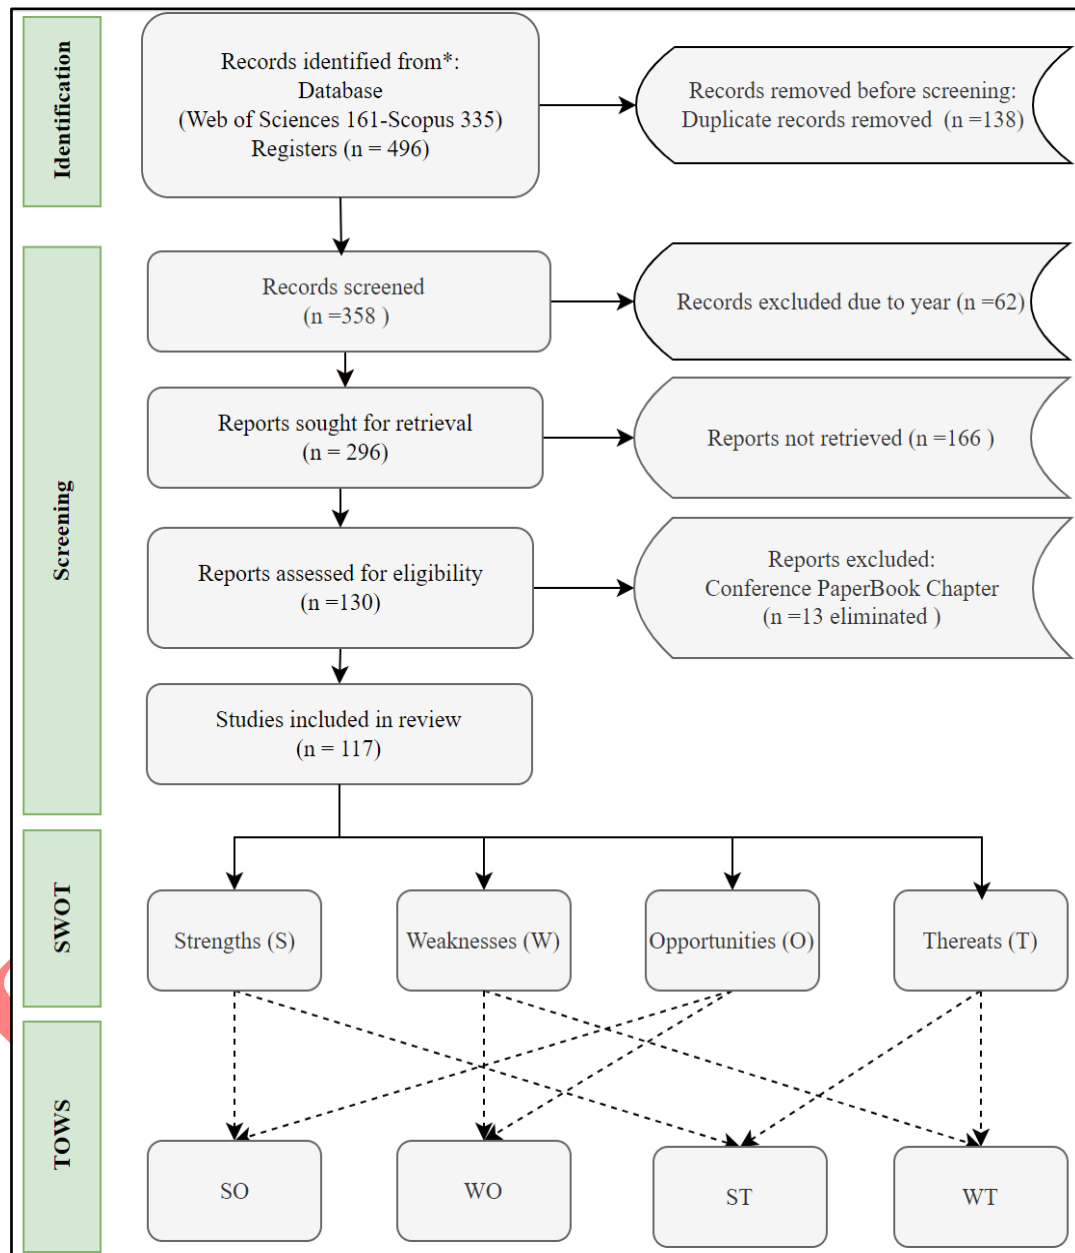 Identification
Records identified from*:
Database
(Web of Sciences 161-Scopus 335)
Registers (n = 496)
Records removed before screening:
Duplicate records removed (n =138)
Screening
Records screened
(n =358 )
Records excluded due to year (n =62)
Reports sought for retrieval
(n = 296)
Reports not retrieved (n =166 )
Reports assessed for eligibility
(n =130)
Reports excluded:
Conference PaperBook Chapter
(n =13 eliminated )
Studies included in review
(n = 117)
SWOT
Strengths (S)
Weaknesses (W)
Opportunities (O)
Thereats (T)
TOWS
SO
WO
ST
WT